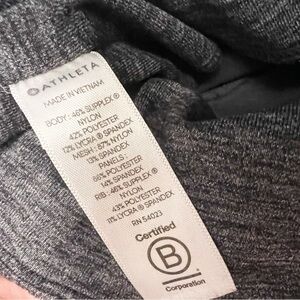 ATHLETA
MADE IN VIETNAM
BODY : 46% SUPPLEX®
NYLON
42% POLYESTER
12% LYCRA® SPANDEX
MESH : 87% NYLON
13% SPANDEX
PANELS :
86% POLYESTER
14% SPANDEX
RIB : 46% SUPPLEX®
NYLON
43% POLYESTER
11% LYCRA® SPANDEX
RN 54023
Certified
B
Corporation